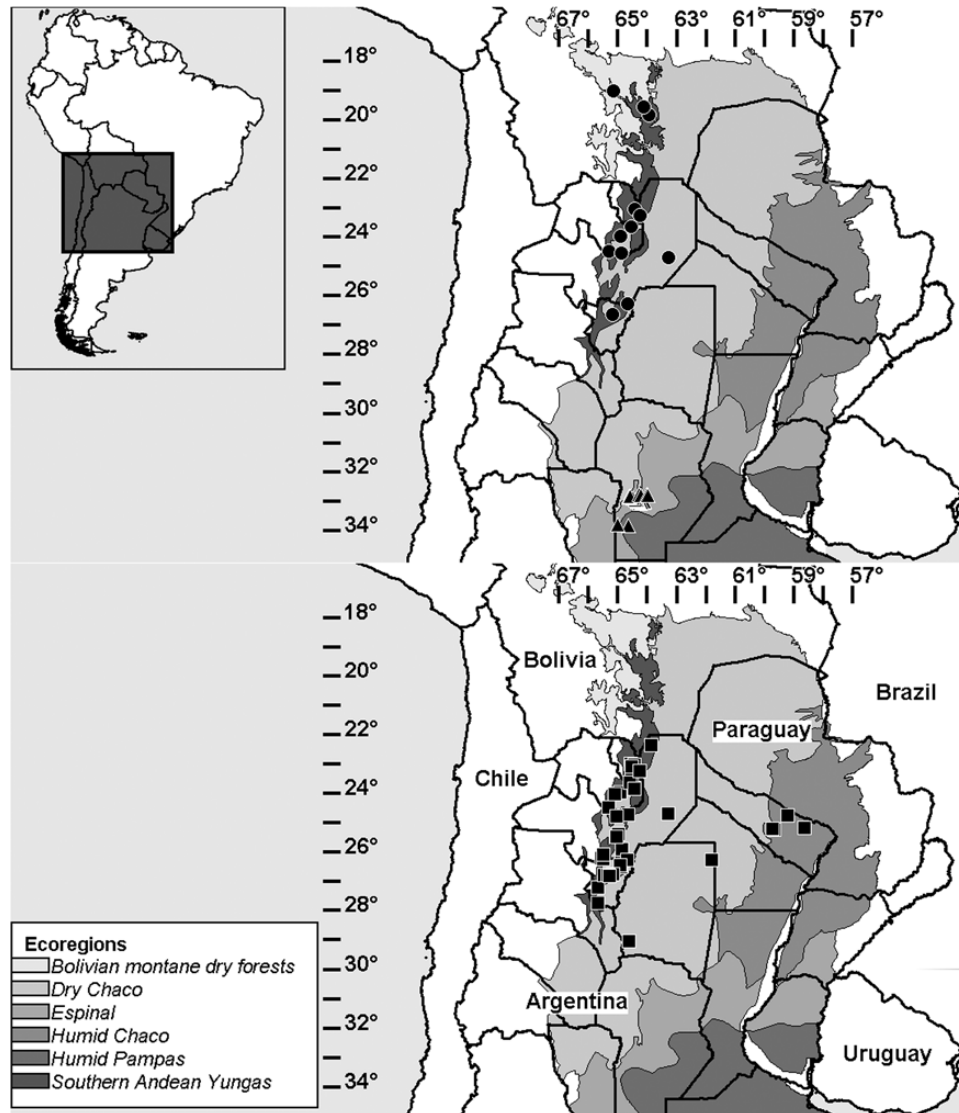 67° 65° 63° 61° 59° 57°
18°
20°
22°
24°
26°
28°
30°
32°
34°
67° 65° 63° 61° 59° 57°
18°
Bolivia
20°
Brazil
22°
Paraguay
Chile
24°
26°
28°
Ecoregions
Bolivian montane dry forests
30°
Dry Chaco
Argentina
Espinal
32°
Humid Chaco
Uruguay
Humid Pampas
34°
Southern Andean Yungas